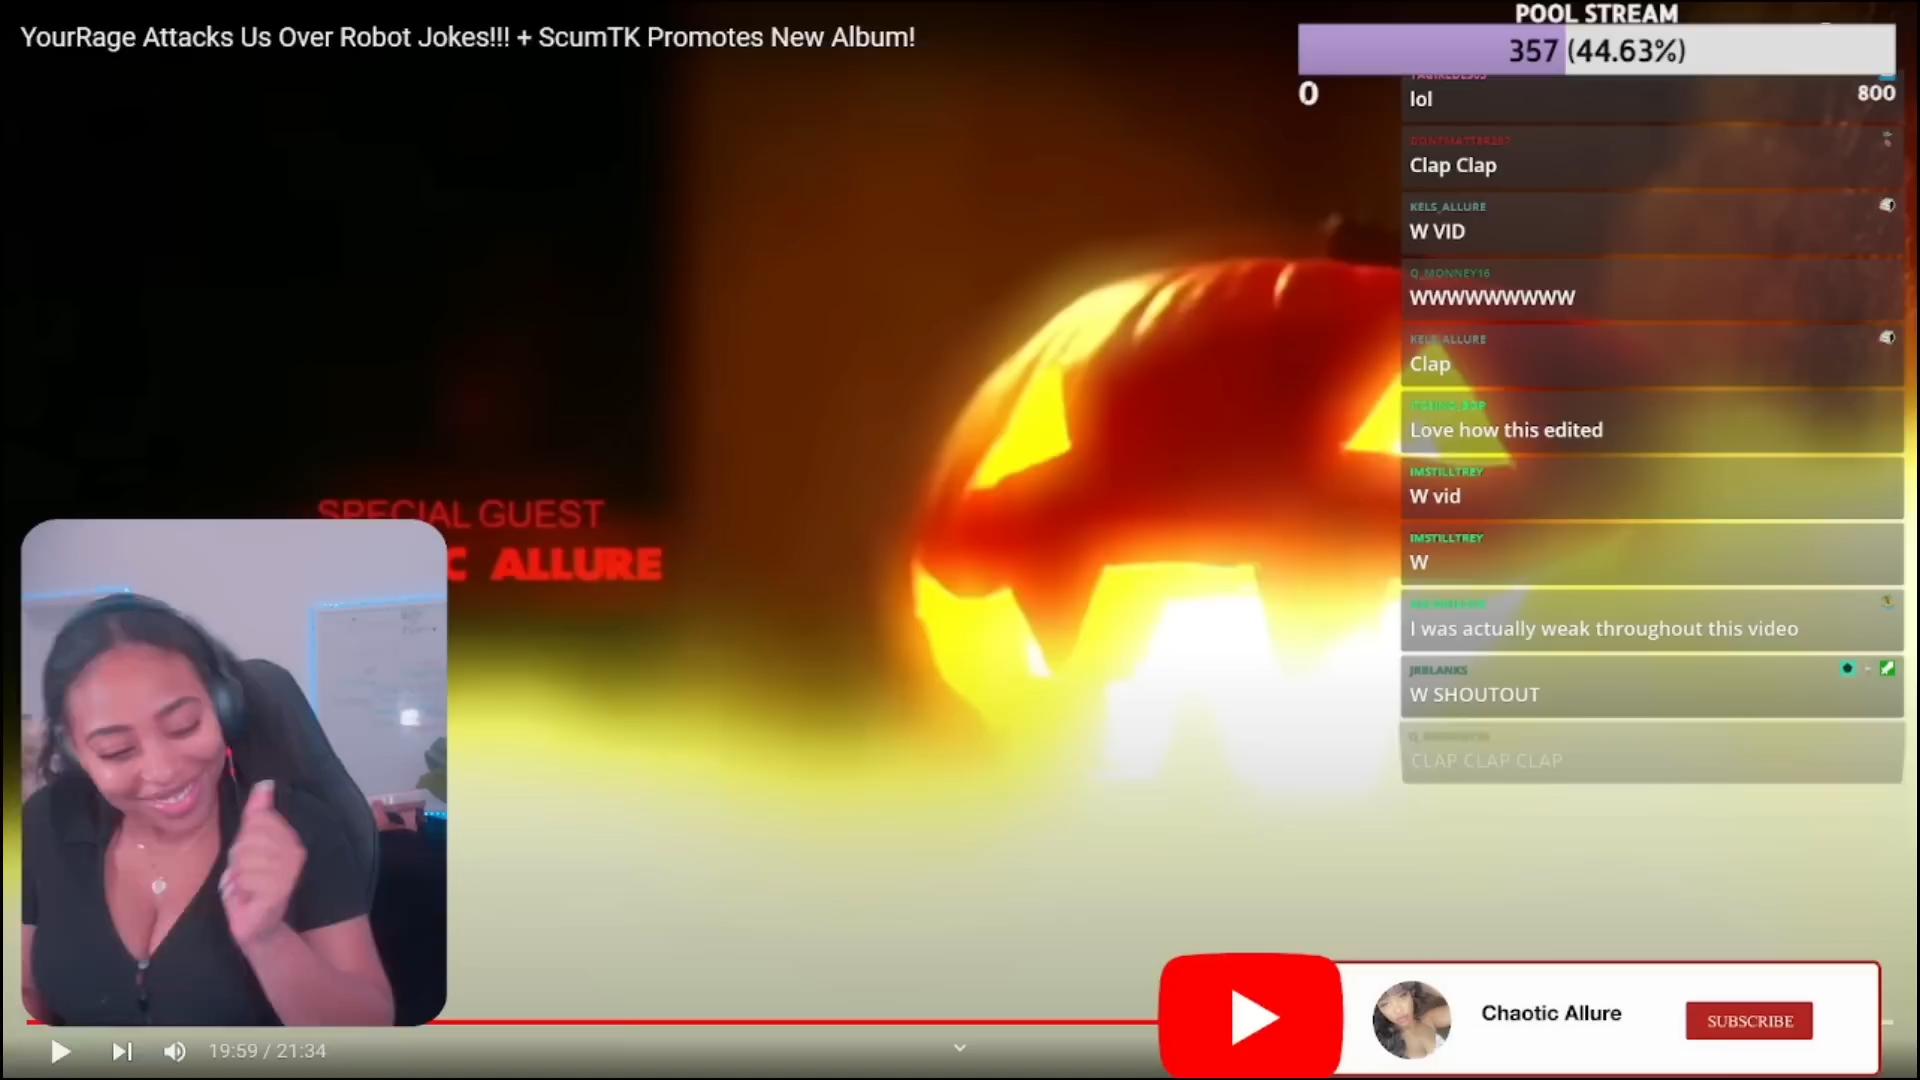 YourRage Attacks Us Over Robot Jokes!!! + ScumTK Promotes New Album!
POOL STREAM
357 (44.63%)
0
800
lol
DONTMATTER287
Clap Clap
KELS_ALLURE
W VID
Q_MONNEY16
WWWWWWWWW
KELS_ALLURE
Clap
Love how this edited
IMSTILLTREY
W vid
IMSTILLTREY
W
I was actually weak throughout this video
JRBLANKS
W SHOUTOUT
CLAP CLAP CLAP
SPECIAL GUEST
C ALLURE
19:59 / 21:34
Chaotic Allure
SUBSCRIBE